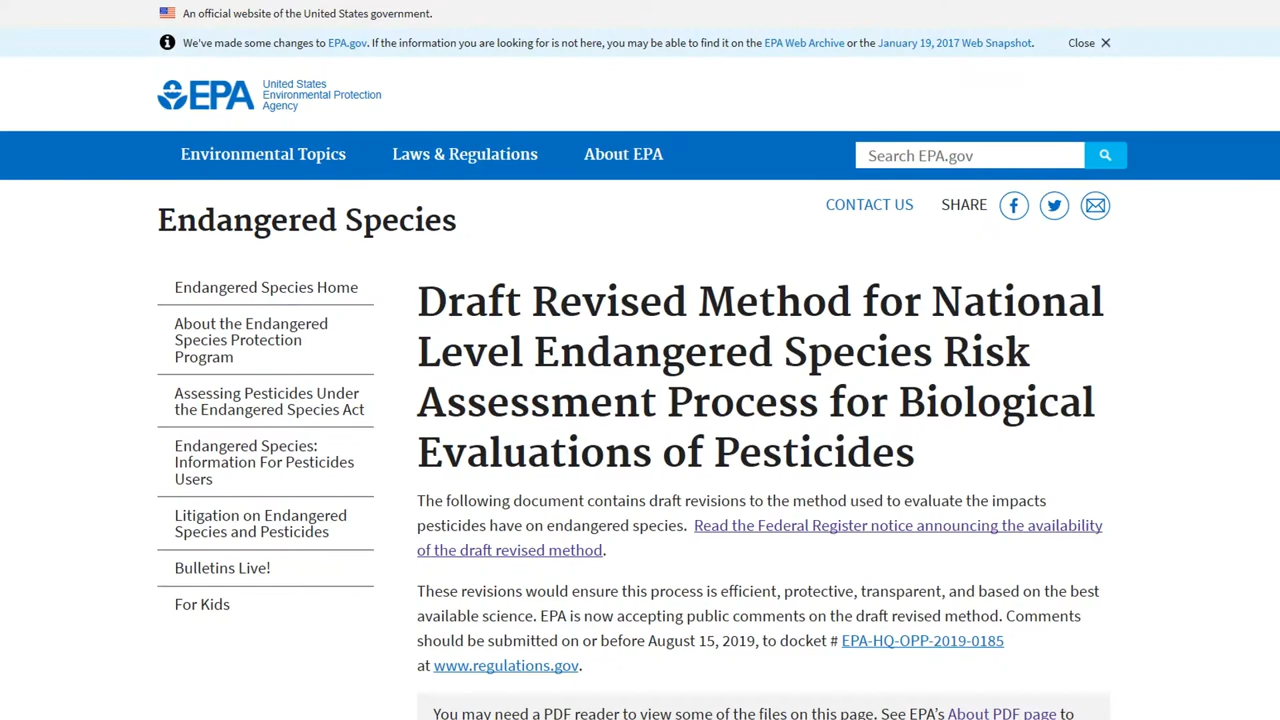 An official website of the United States government.
We've made some changes to EPA.gov. If the information you are looking for is not here, you may be able to find it on the EPA Web Archive or the January 19, 2017 Web Snapshot.
Close
EPA
United States
Environmental Protection
Agency
Environmental Topics
Laws & Regulations
About EPA
Search EPA.gov
CONTACT US
SHARE
Endangered Species
Endangered Species Home
About the Endangered
Species Protection
Program
Assessing Pesticides Under
the Endangered Species Act
Endangered Species:
Information For Pesticides
Users
Litigation on Endangered
Species and Pesticides
Bulletins Live!
For Kids
Draft Revised Method for National
Level Endangered Species Risk
Assessment Process for Biological
Evaluations of Pesticides
The following document contains draft revisions to the method used to evaluate the impacts
pesticides have on endangered species. Read the Federal Register notice announcing the availability
of the draft revised method.
These revisions would ensure this process is efficient, protective, transparent, and based on the best
available science. EPA is now accepting public comments on the draft revised method. Comments
should be submitted on or before August 15, 2019, to docket # EPA-HQ-OPP-2019-0185
at www.regulations.gov.
You may need a PDF reader to view some of the files on this page. See EPA's About PDF page to